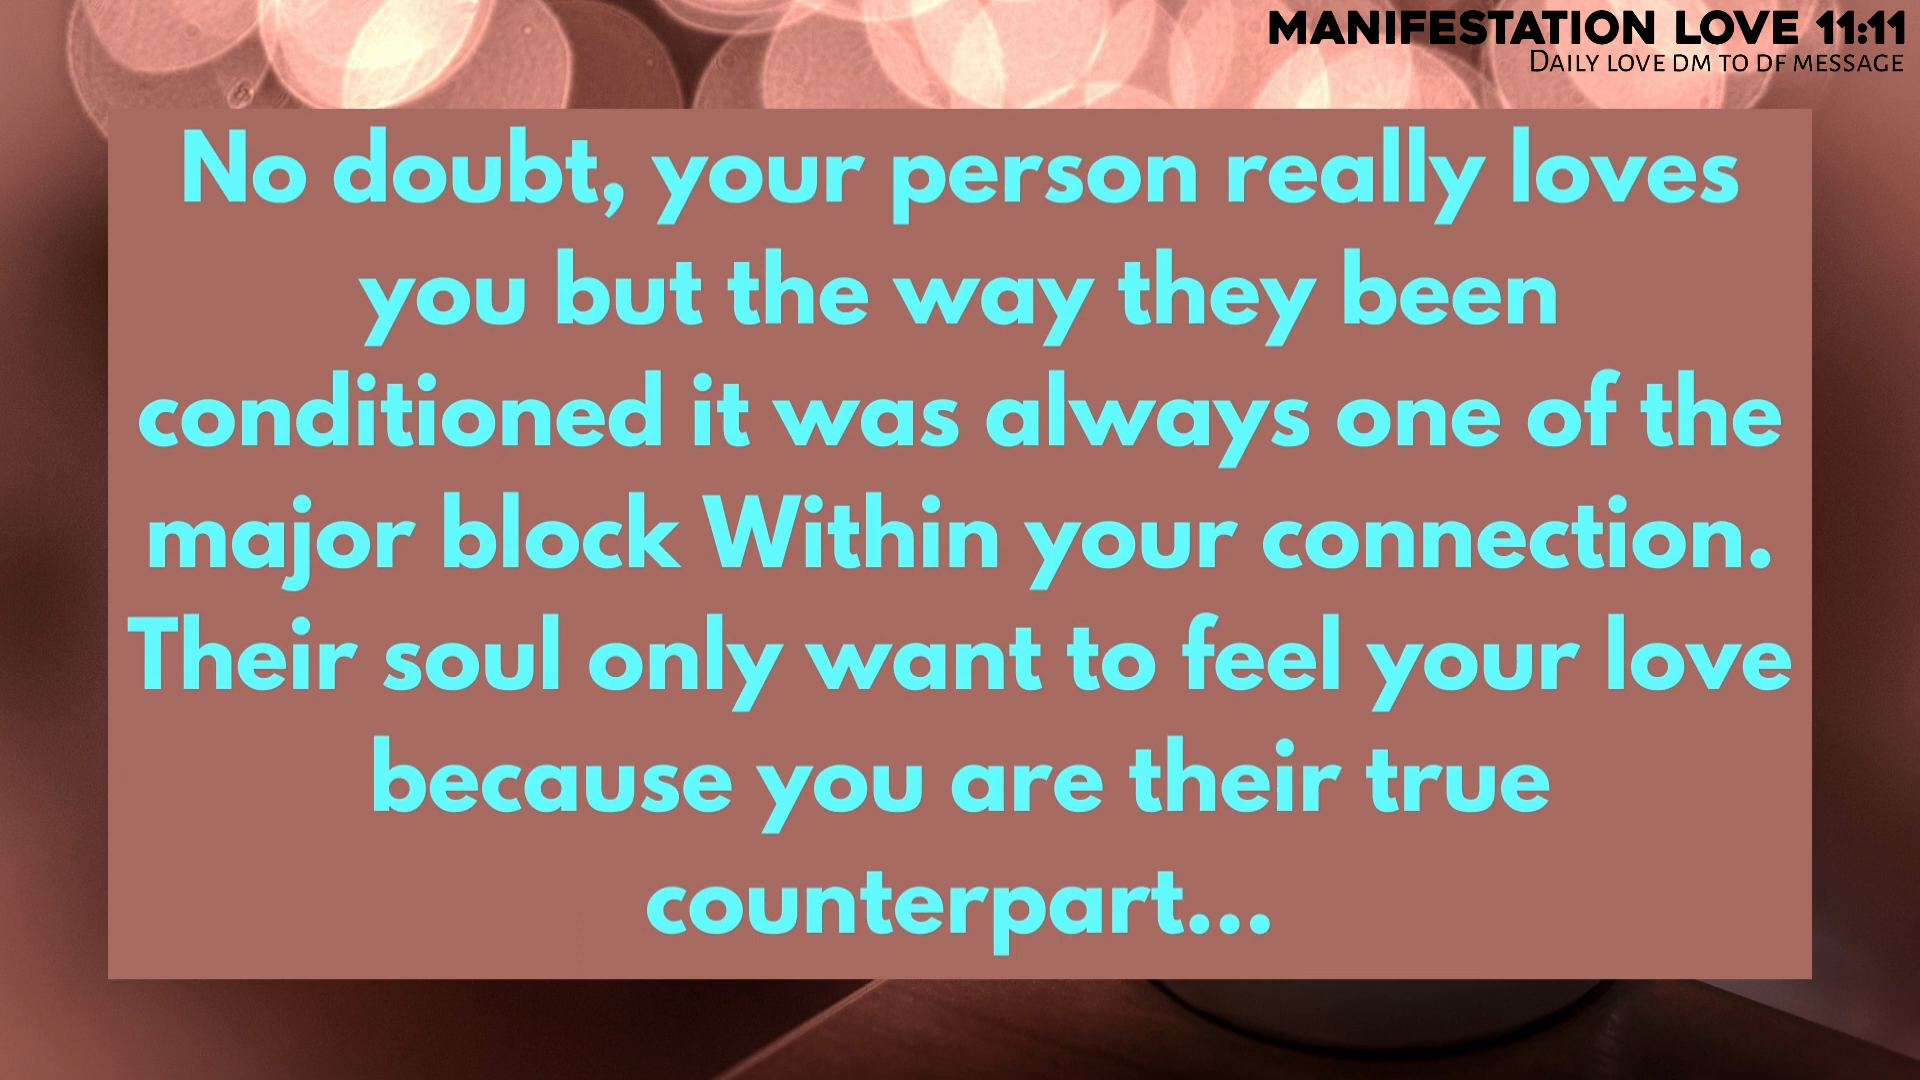 MANIFESTATION LOVE 11:11
DAILY LOVE DM TO DF MESSAGE
No doubt, your person really loves
you but the way they been
conditioned it was always one of the
major block Within your connection.
Their soul only want to feel your love
because you are their true
counterpart...